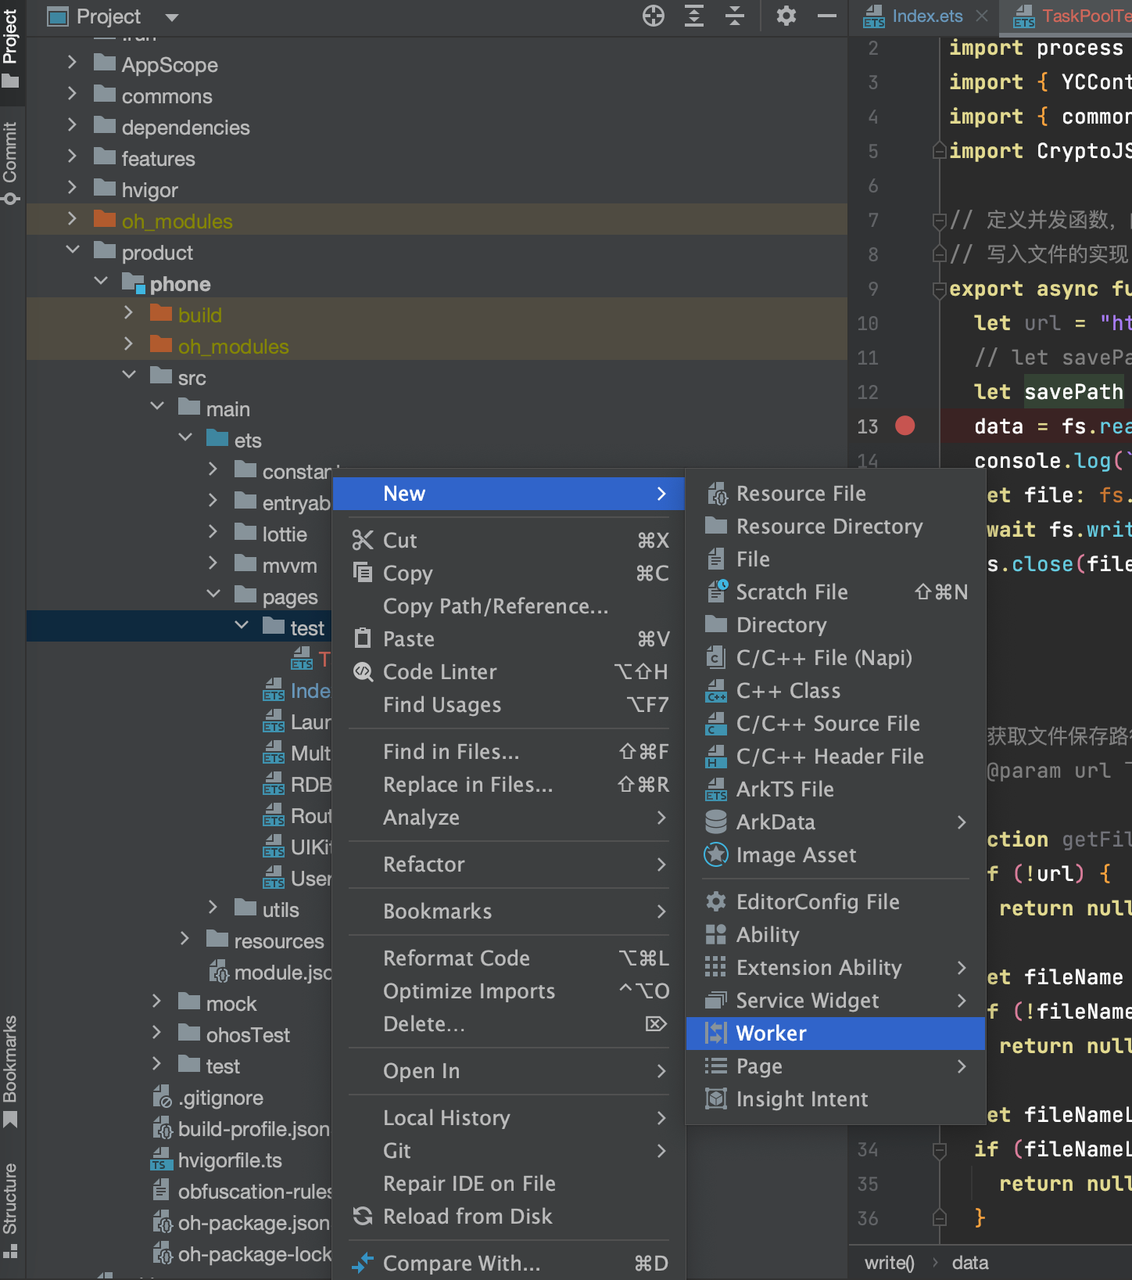 Project
Commit
Bookmarks
Structure
Project
AppScope
commons
dependencies
features
hvigor
oh_modules
product
phone
build
oh_modules
src
main
ets
constan
entryab
lottie
mvvm
pages
test
T
Inde
Laur
Mult
RDB
Rout
UIKit
User
utils
resources
module.jso
mock
ohosTest
test
.gitignore
build-profile.json
hvigorfile.ts
obfuscation-rules
oh-package.json
oh-package-lock
New
Cut ⌘X
Copy ⌘C
Copy Path/Reference...
Paste ⌘V
Code Linter ⌥⇧H
Find Usages ⌥F7
Find in Files... ⇧⌘F
Replace in Files... ⇧⌘R
Analyze
Refactor
Bookmarks
Reformat Code ⌥⌘L
Optimize Imports ^⌥O
Delete... ⌦
Open In
Local History
Git
Repair IDE on File
Reload from Disk
Compare With... ⌘D
Resource File
Resource Directory
File
Scratch File ⇧⌘N
Directory
C/C++ File (Napi)
C++ Class
C/C++ Source File
C/C++ Header File
ArkTS File
ArkData
Image Asset
EditorConfig File
Ability
Extension Ability
Service Widget
Worker
Page
Insight Intent
Index.ets
TaskPoolTe
2 import process
3 import { YCCont
4 import { common
5 import CryptoJS
6
7 // 定义并发函数,
8 // 写入文件的实现
9 export async fu
10 let url = "ht
11 // let savePa
12 let savePath
13 data = fs.rea
14 console.log(`
et file: fs.
wait fs.writ
s.close(file
获取文件保存路
@param url
ction getFil
f (!url) {
return null
et fileName
f (!fileName
return null
et fileNameL
34 if (fileNameL
35 return null
36 }
write() › data